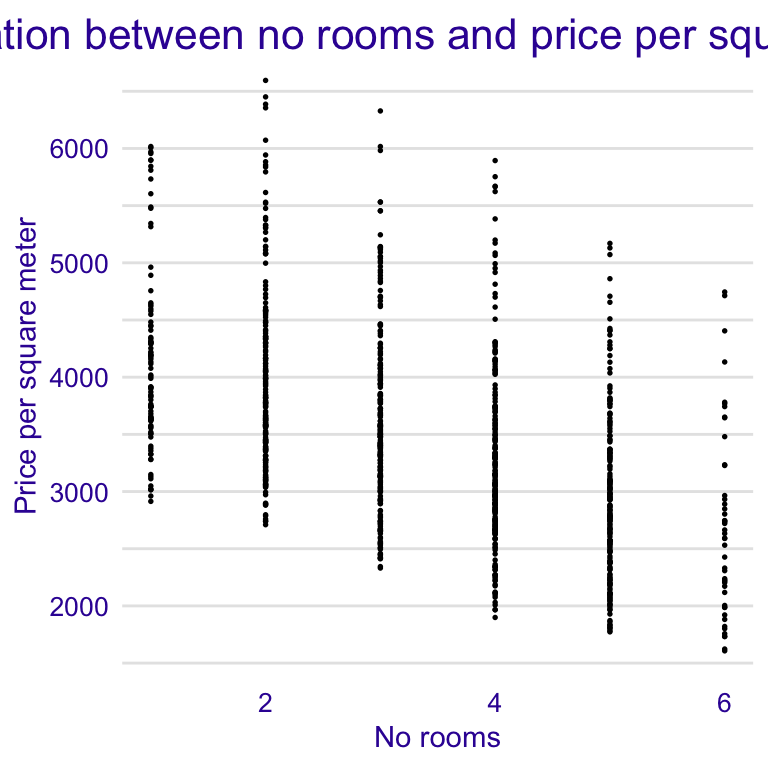 ation between no rooms and price per squ
6000
5000
4000
3000
2000
Price per square meter
2
4
6
No rooms